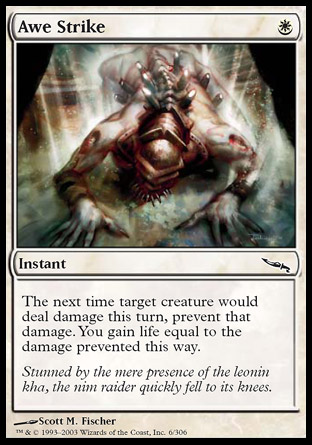 Awe Strike
Instant
The next time target creature would
deal damage this turn, prevent that
damage. You gain life equal to the
damage prevented this way.
Stunned by the mere presence of the leonin
kha, the nim raider quickly fell to its knees.
Scott M. Fischer
™ & © 1993–2003 Wizards of the Coast, Inc. 6/306